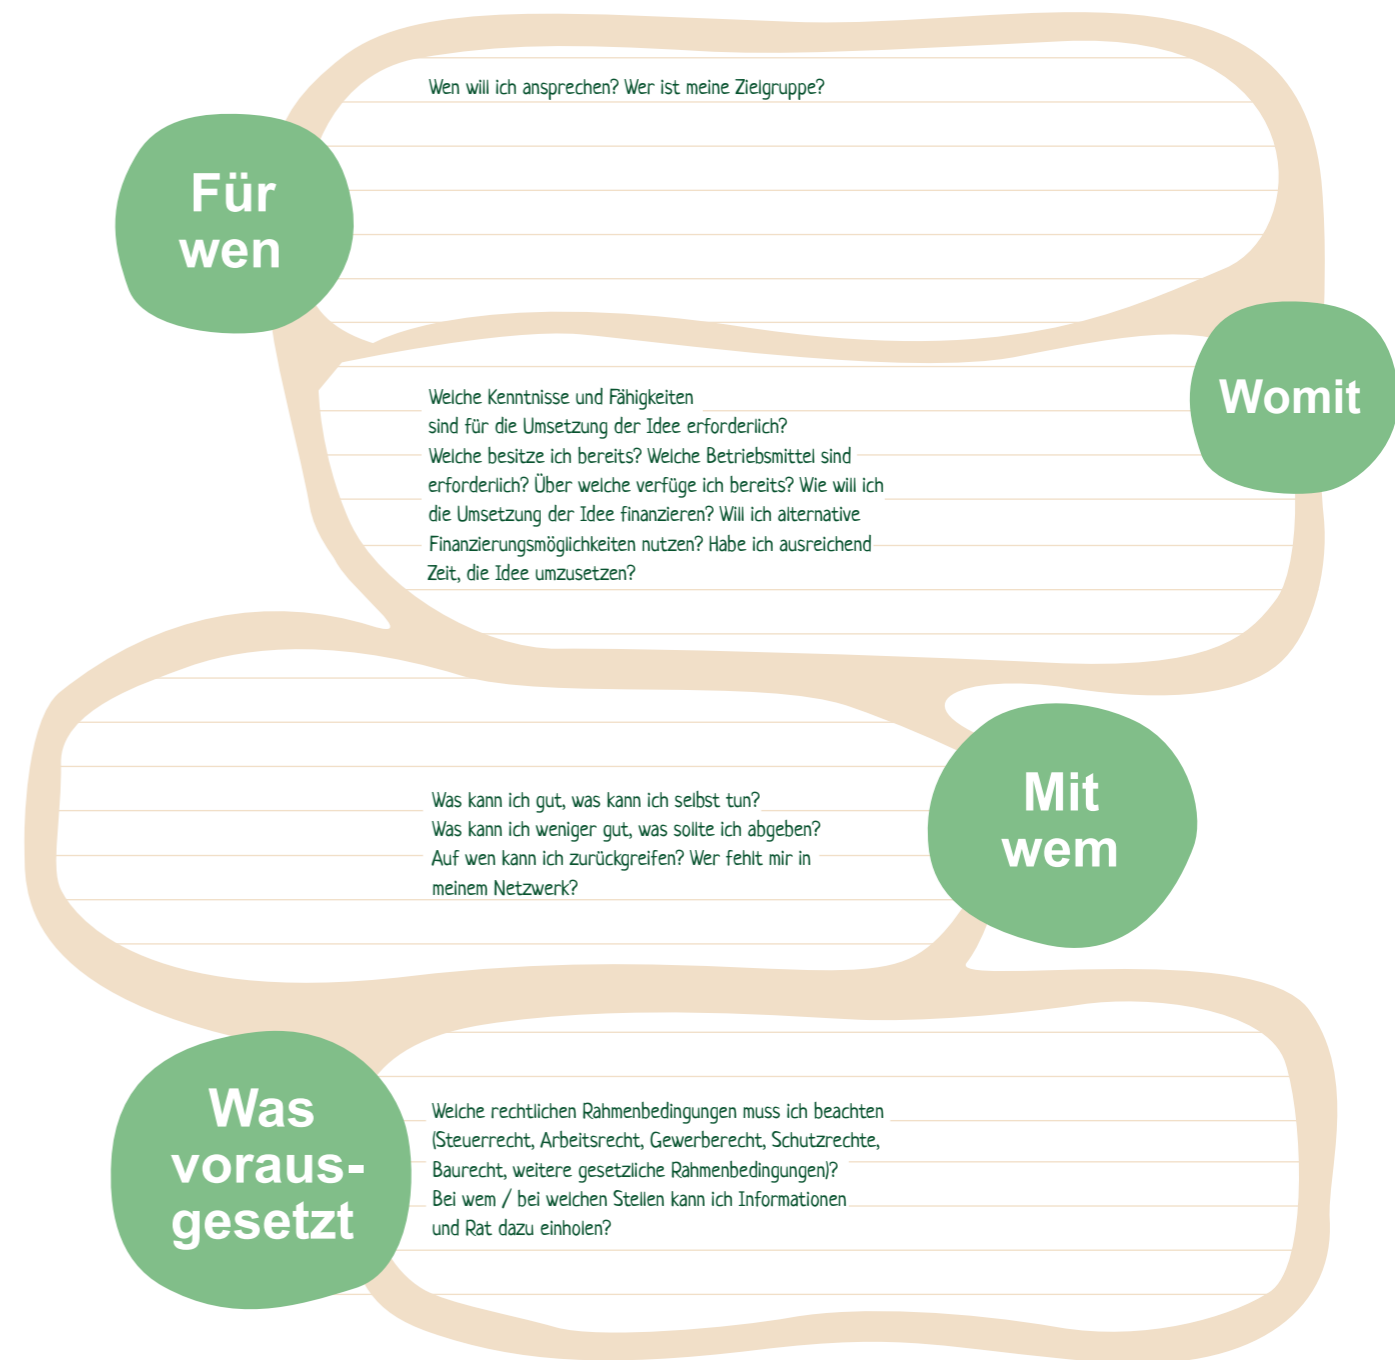 Wen will ich ansprechen? Wer ist meine Zielgruppe?
Für
wen
Womit
Welche Kenntnisse und Fähigkeiten
sind für die Umsetzung der Idee erforderlich?
Welche besitze ich bereits? Welche Betriebsmittel sind
erforderlich? Über welche verfüge ich bereits? Wie will ich
die Umsetzung der Idee finanzieren? Will ich alternative
Finanzierungsmöglichkeiten nutzen? Habe ich ausreichend
Zeit, die Idee umzusetzen?
Mit
wem
Was kann ich gut, was kann ich selbst tun?
Was kann ich weniger gut, was sollte ich abgeben?
Auf wen kann ich zurückgreifen? Wer fehlt mir in
meinem Netzwerk?
Was
voraus-
gesetzt
Welche rechtlichen Rahmenbedingungen muss ich beachten
(Steuerrecht, Arbeitsrecht, Gewerberecht, Schutzrechte,
Baurecht, weitere gesetzliche Rahmenbedingungen)?
Bei wem / bei welchen Stellen kann ich Informationen
und Rat dazu einholen?